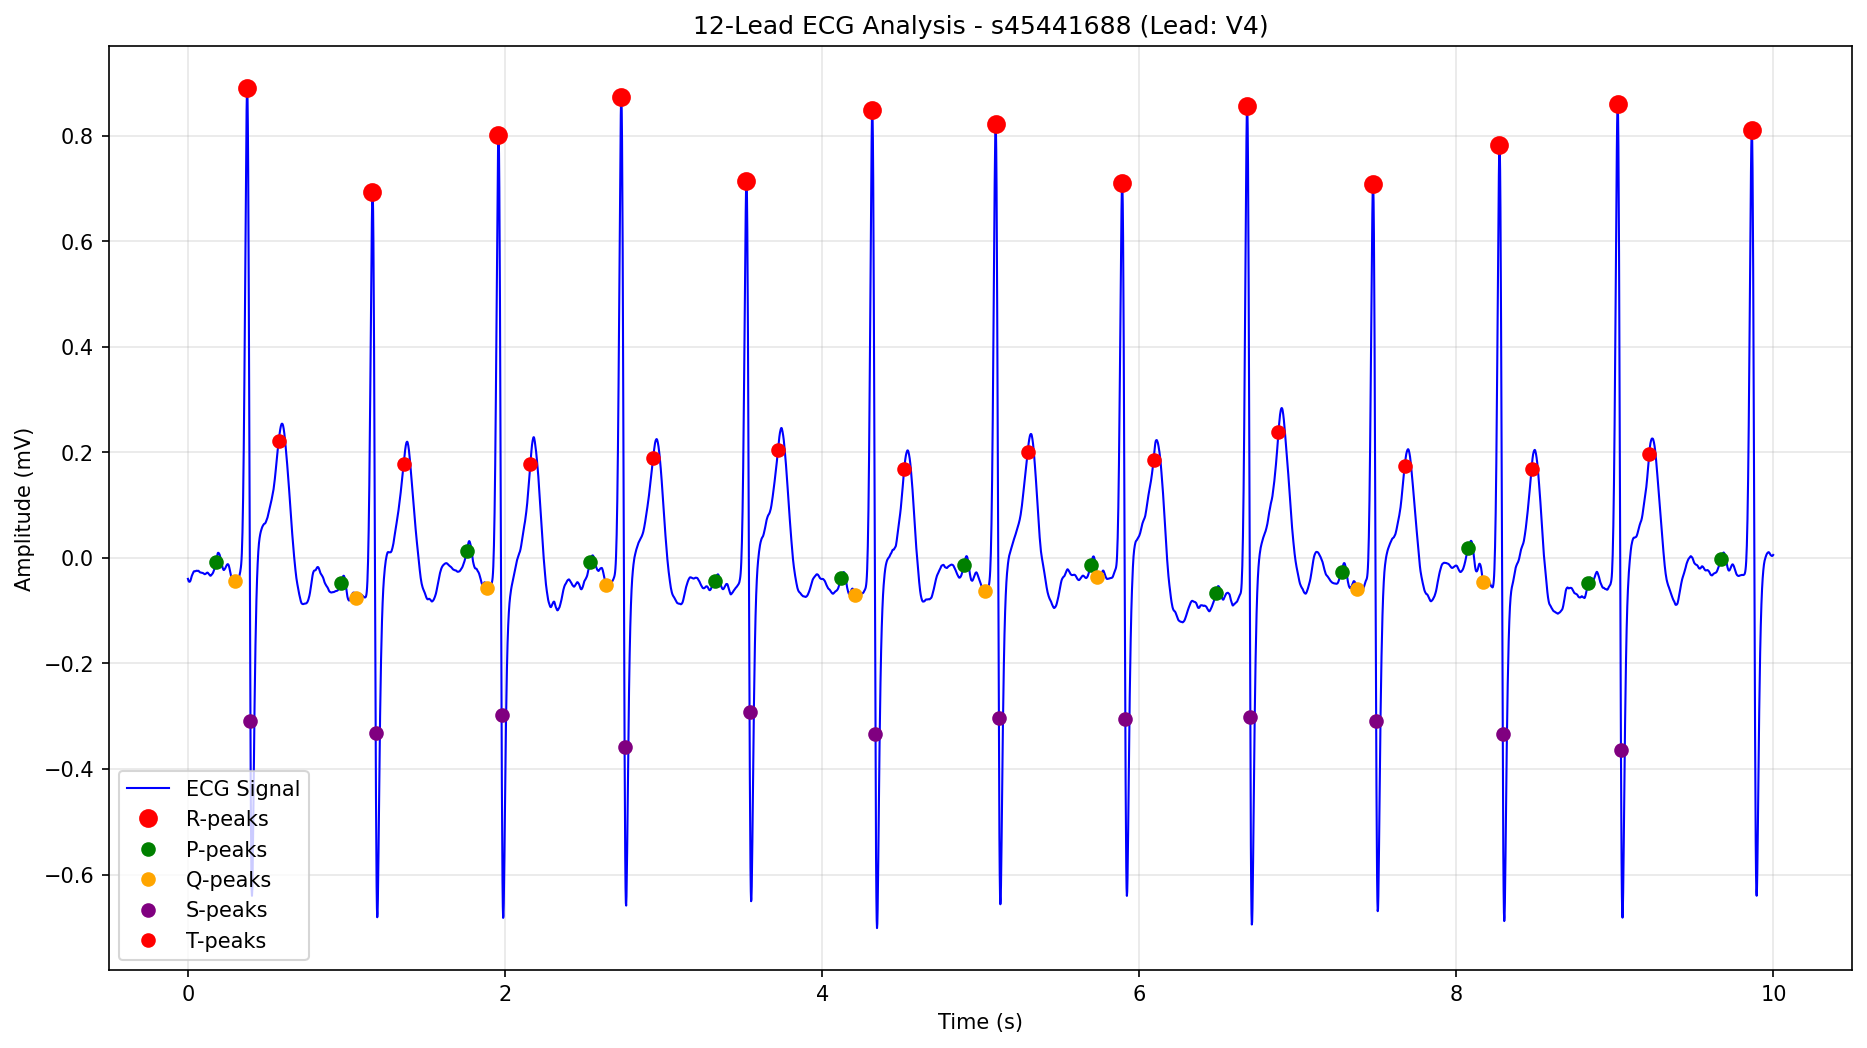 12-Lead ECG Analysis - s45441688 (Lead: V4)
Amplitude (mV)
0.8
0.6
0.4
0.2
0.0
−0.2
−0.4
−0.6
ECG Signal
R-peaks
P-peaks
Q-peaks
S-peaks
T-peaks
0 2 4 6 8 10
Time (s)